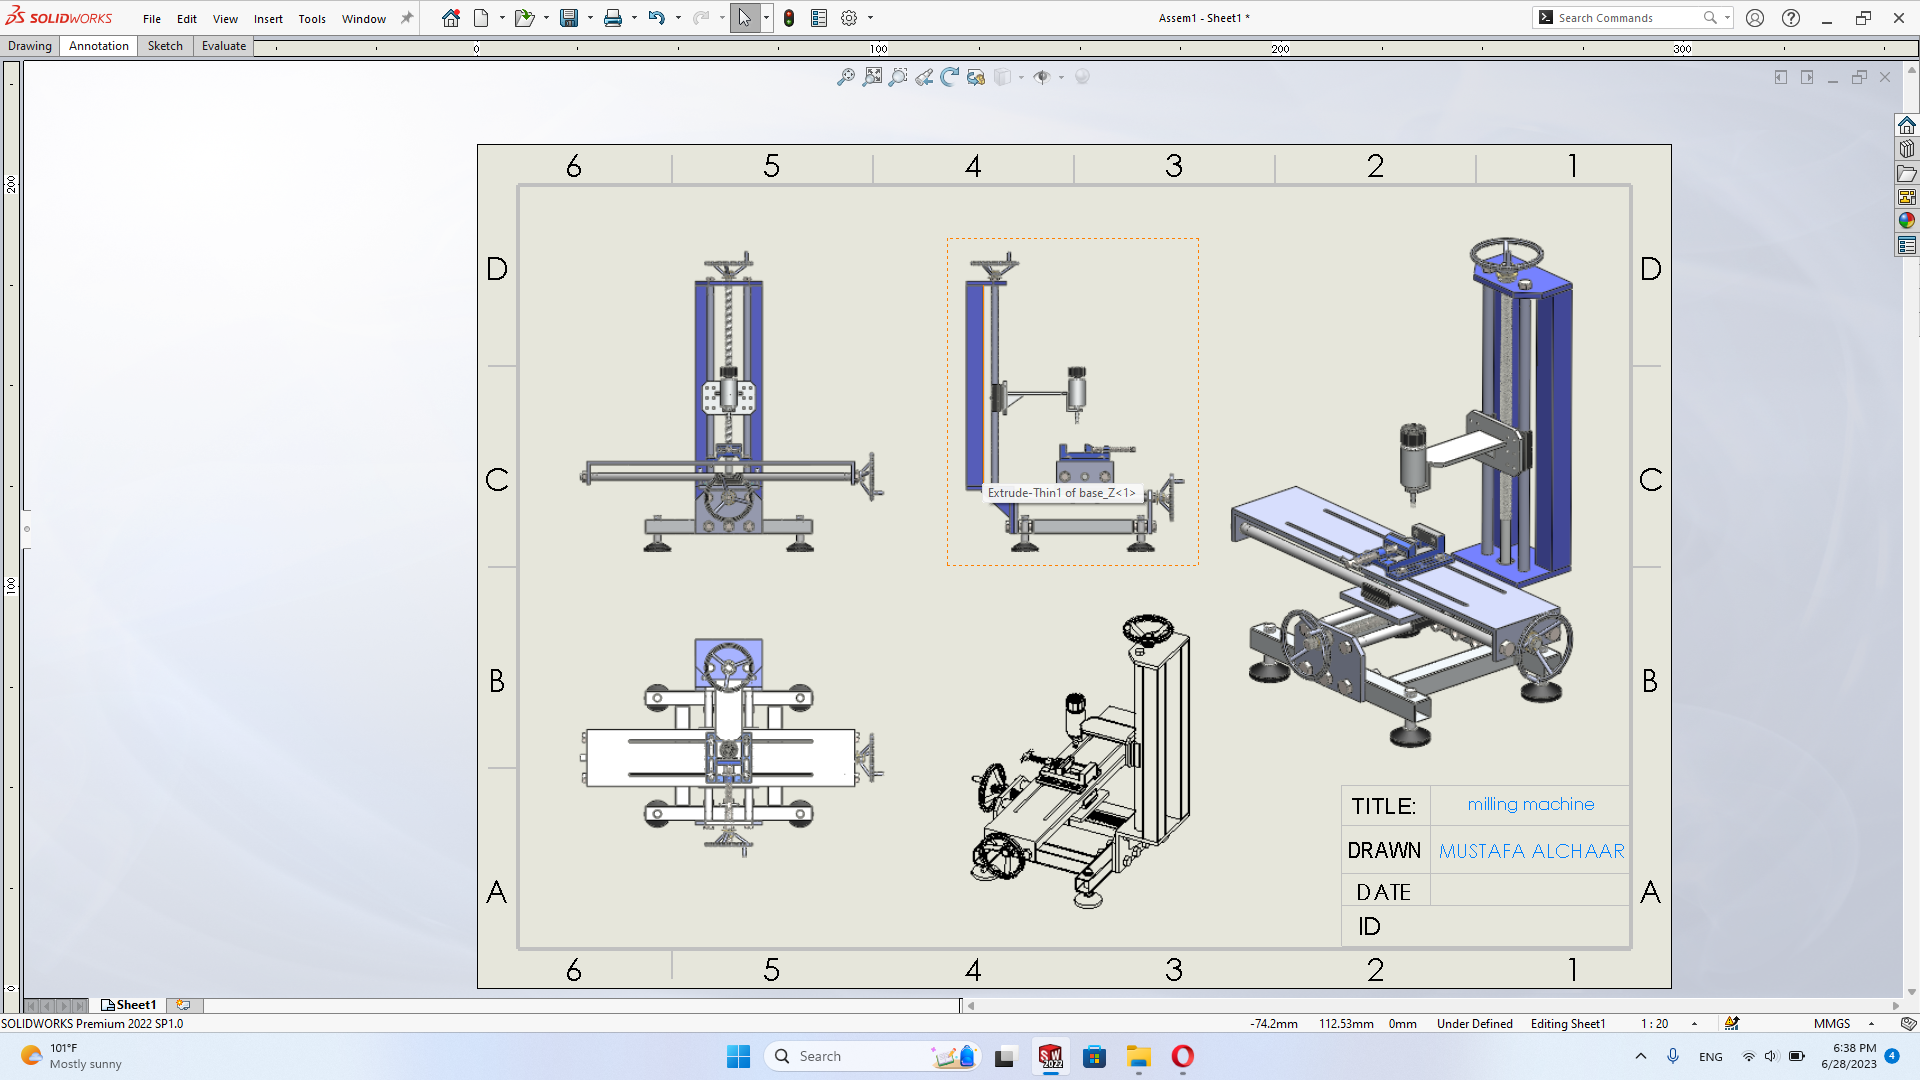 SOLIDWORKS File Edit View Insert Tools Window
Assem1 - Sheet1 *
Search Commands
Drawing Annotation Sketch Evaluate
0 100 200 300
200
100
0
6 5 4 3 2 1
D D
C C
Extrude-Thin1 of base_Z<1>
B B
TITLE: milling machine
DRAWN MUSTAFA ALCHAAR
DATE
ID
A A
6 5 4 3 2 1
Sheet1
SOLIDWORKS Premium 2022 SP1.0
-74.2mm 112.53mm 0mm Under Defined Editing Sheet1 1 : 20 MMGS
101°F
Mostly sunny
Search
SW
2022
ENG
6:38 PM
6/28/2023
4